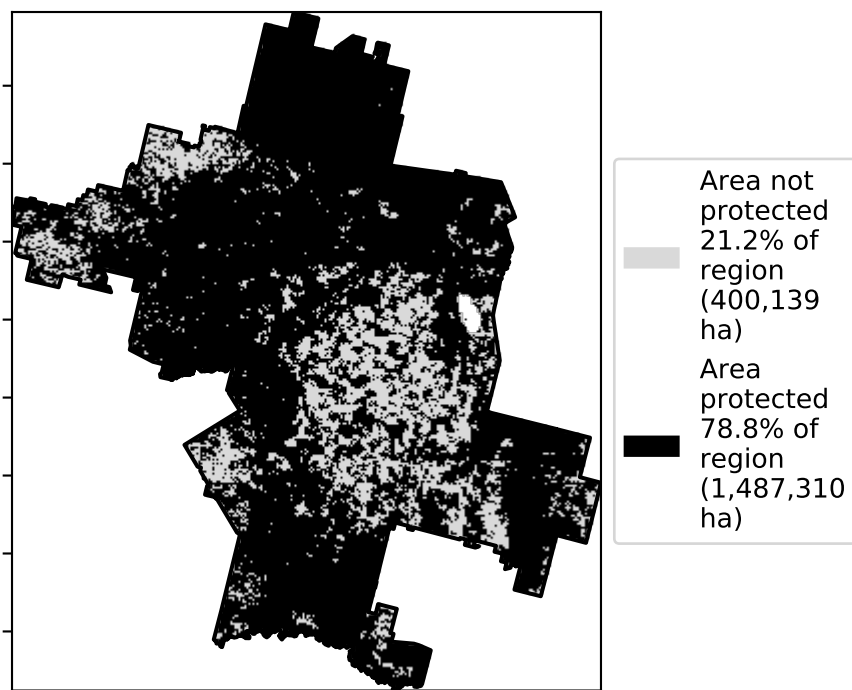 Area not
protected
21.2% of
region
(400,139
ha)
Area
protected
78.8% of
region
(1,487,310
ha)